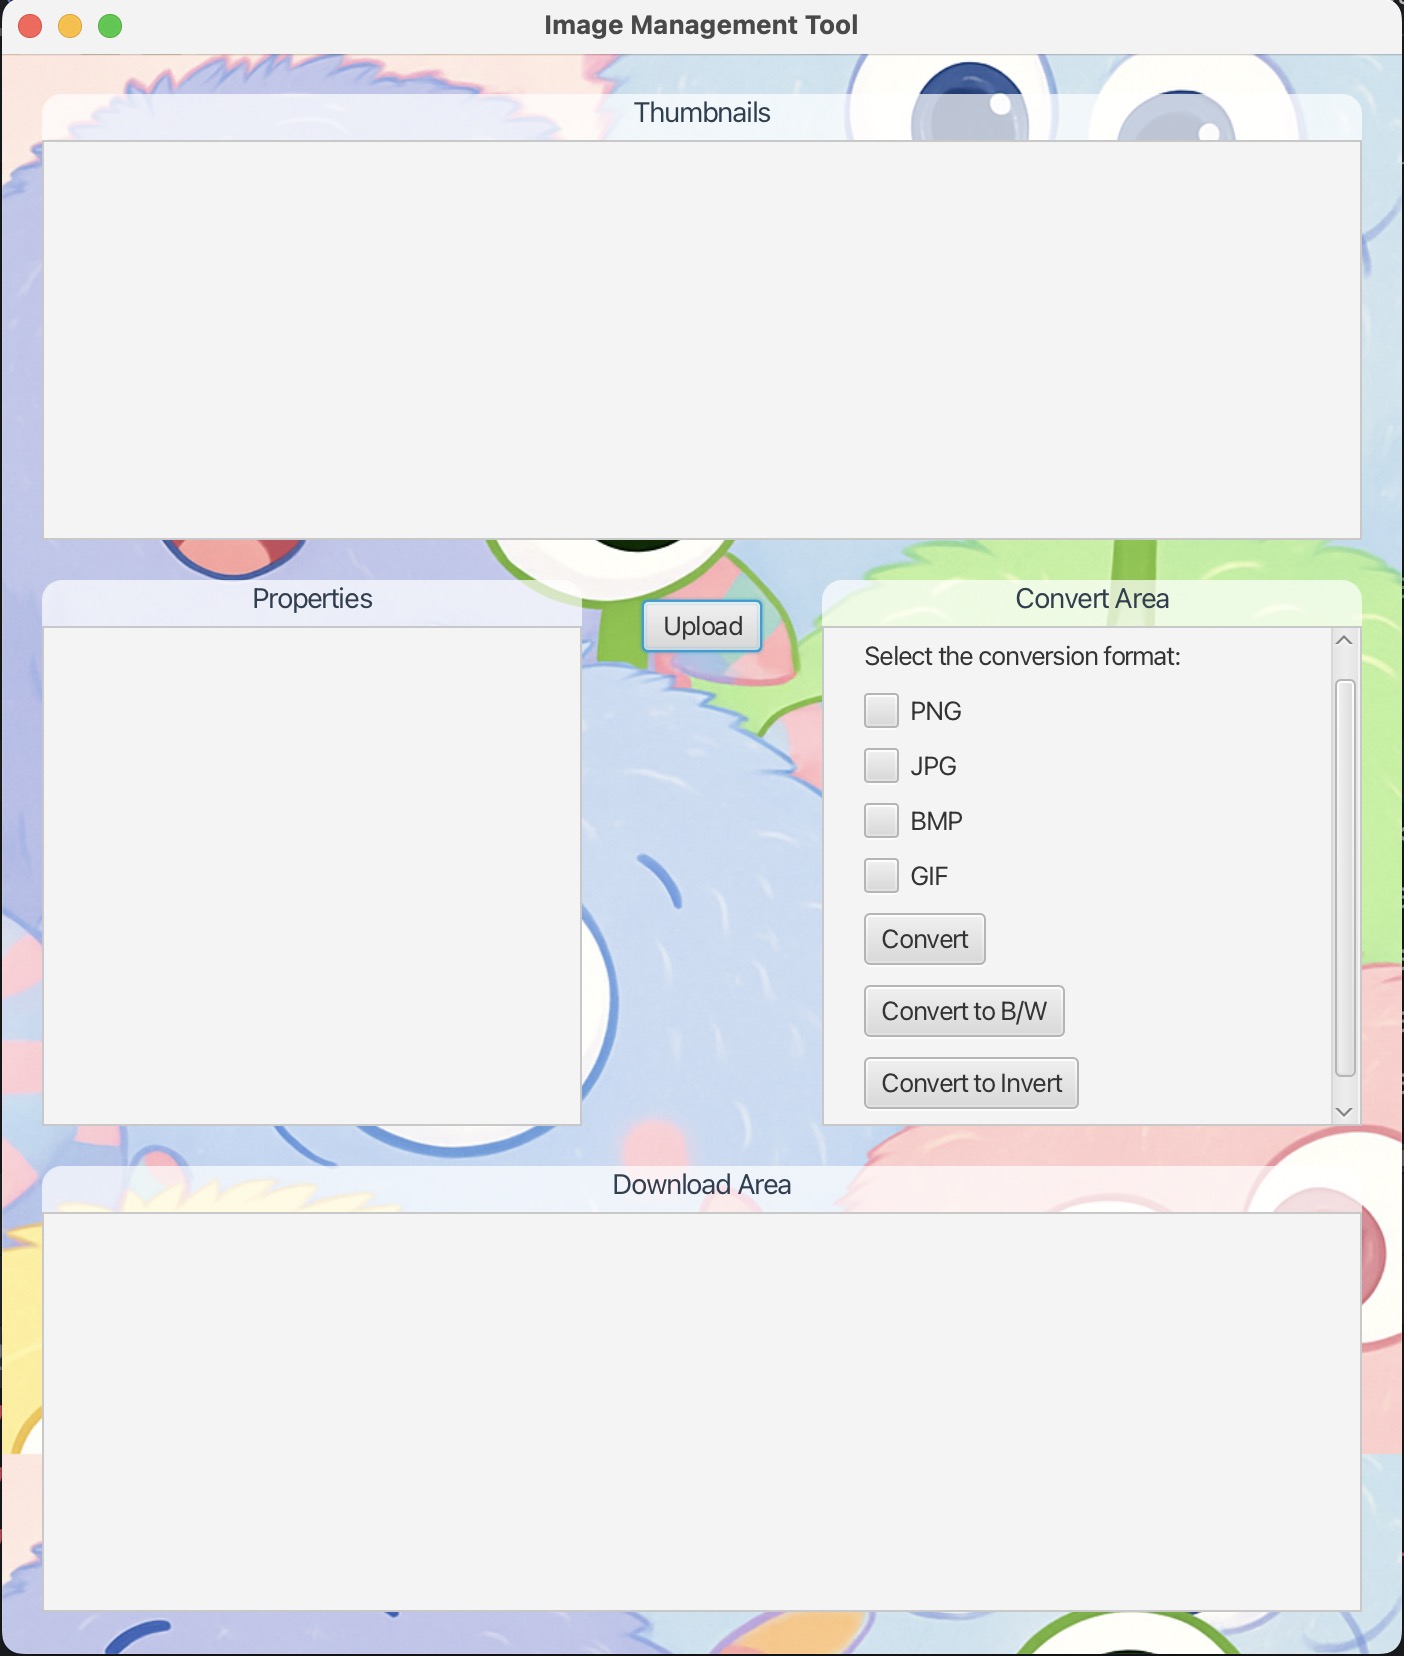 Image Management Tool
Thumbnails
Properties
Upload
Convert Area
Select the conversion format:
PNG
JPG
BMP
GIF
Convert
Convert to B/W
Convert to Invert
Download Area